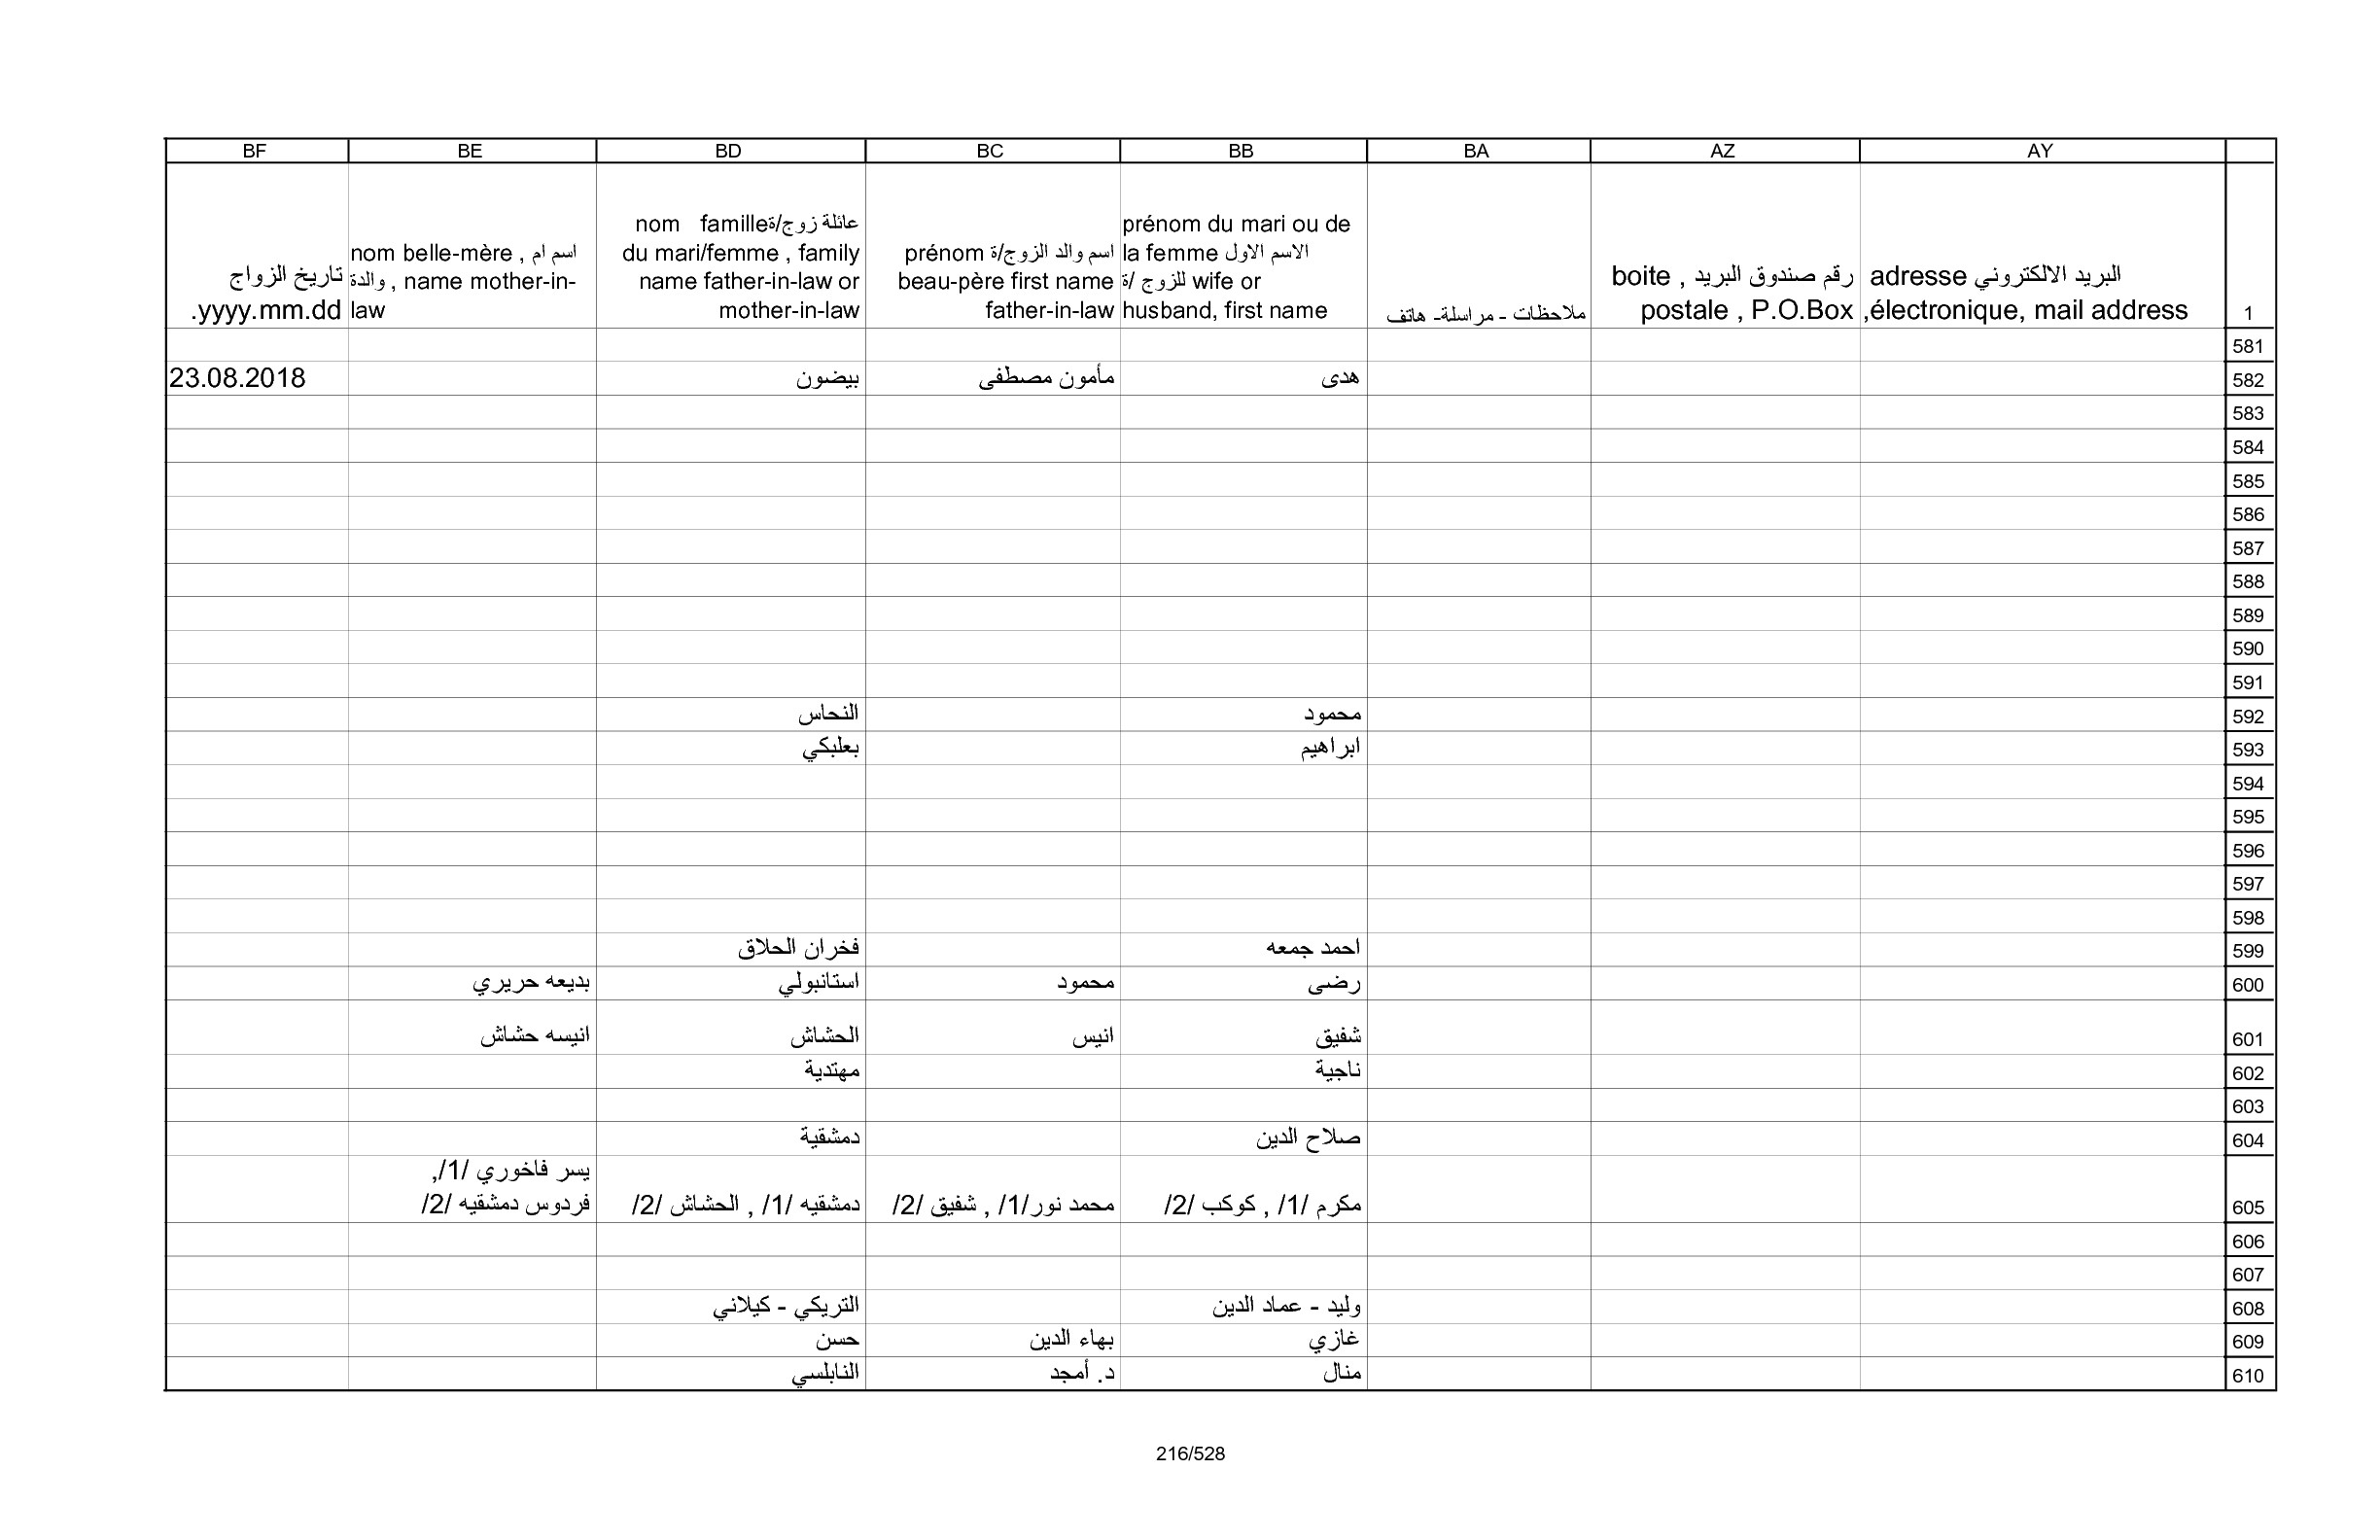 BF BE BD BC BB BA AZ AY
1
البريد الالكتروني adresse
électronique, mail address,
رقم صندوق البريد , boite
postale , P.O.Box
ملاحظات - مراسلة- هاتف
prénom du mari ou de
la femme الاسم الاول
للزوج /ة wife or
husband, first name
اسم والد الزوج/ة prénom
beau-père first name
father-in-law
عائلة زوج/ةnom famille
du mari/femme , family
name father-in-law or
mother-in-law
nom belle-mère , اسم ام
والدة , name mother-in-
law
تاريخ الزواج
yyyy.mm.dd.
581
582 هدى مأمون مصطفى بيضون 23.08.2018
583
584
585
586
587
588
589
590
591
592 محمود النحاس
593 ابراهيم بعلبكي
594
595
596
597
598
599 احمد جمعه فخران الحلاق
600 رضى محمود استانبولي بديعه حريري
601 شفيق انيس الحشاش انيسه حشاش
602 ناجية مهتدية
603
604 صلاح الدين دمشقية
يسر فاخوري /1/,
605 مكرم /1/ , كوكب /2/ محمد نور/1/ , شفيق /2/ دمشقيه /1/ , الحشاش /2/ فردوس دمشقيه /2/
606
607
608 وليد - عماد الدين التريكي - كيلاني
609 غازي بهاء الدين حسن
610 منال د. أمجد النابلسي
216/528